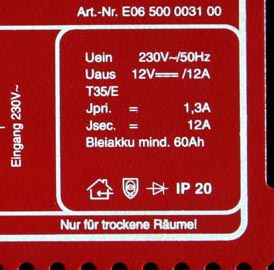 Art.-Nr. E06 500 0031 00
Uein 230V~/50Hz
Uaus 12V⎓ /12A
T35/E
Jpri. = 1,3A
Jsec. = 12A
Bleiakku mind. 60Ah
IP 20
Nur für trockene Räume!
Eingang 230V~